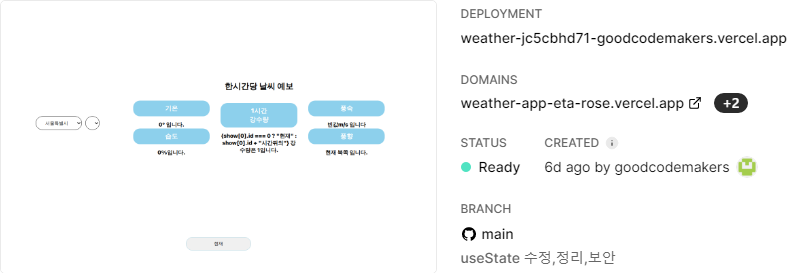 한시간당 날씨 예보
서울특별시
기온
0° 입니다.
습도
0%입니다.
1시간
강수량
{show[0].id === 0 ? "현재" :
show[0].id + "시간뒤의"} 강
수량은 1입니다.
풍속
빈값m/s 입니다
풍향
현재 북쪽 입니다.
DEPLOYMENT
weather-jc5cbhd71-goodcodemakers.vercel.app
DOMAINS
weather-app-eta-rose.vercel.app
+2
STATUS
CREATED
Ready
6d ago by goodcodemakers
BRANCH
main
useState 수정,정리,보안